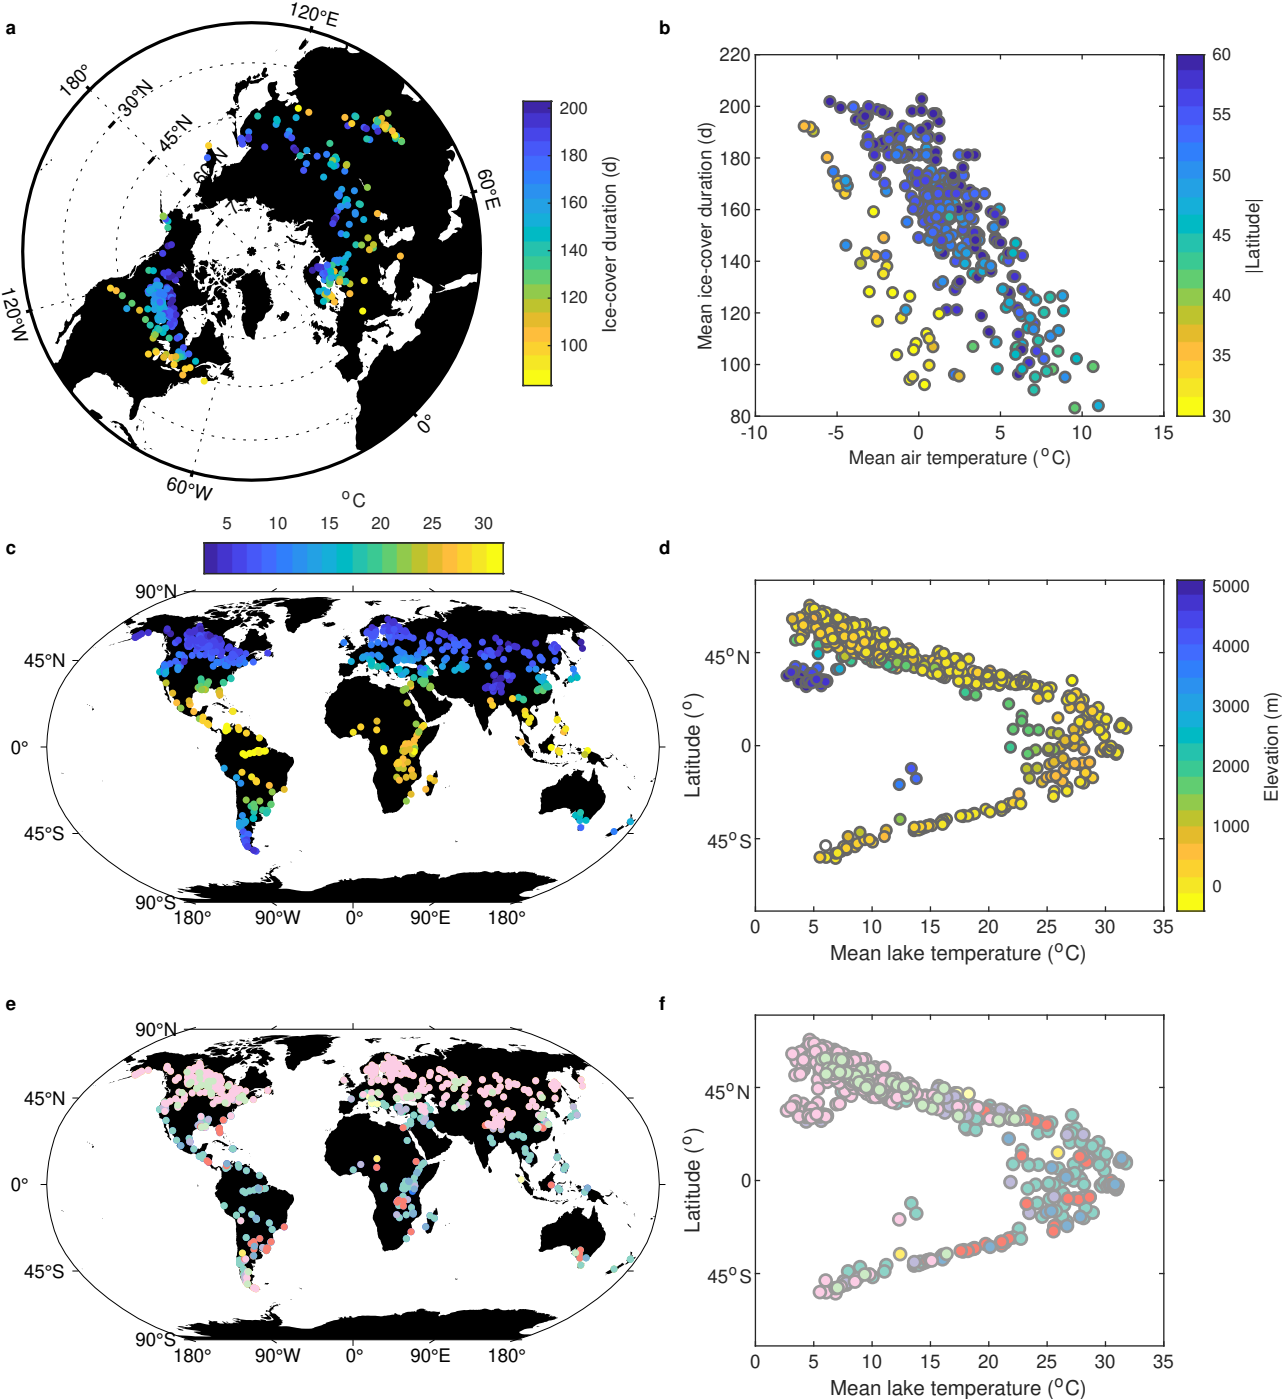 a
120°E
180°
30°N
45°N
60°N
60°E
120°W
0°
60°W
200
180
160
140
120
100
Ice-cover duration (d)
b
220
200
180
160
140
120
100
80
-10
-5
0
5
10
15
Mean ice-cover duration (d)
Mean air temperature (°C)
60
55
50
45
40
35
30
|Latitude|
°C
5
10
15
20
25
30
c
90°N
45°N
0°
45°S
90°S
180°
90°W
0°
90°E
180°
d
45°N
0
45°S
Latitude (°)
0
5
10
15
20
25
30
35
Mean lake temperature (°C)
5000
4000
3000
2000
1000
0
Elevation (m)
e
90°N
45°N
0°
45°S
90°S
180°
90°W
0°
90°E
180°
f
45°N
0
45°S
Latitude (°)
0
5
10
15
20
25
30
35
Mean lake temperature (°C)